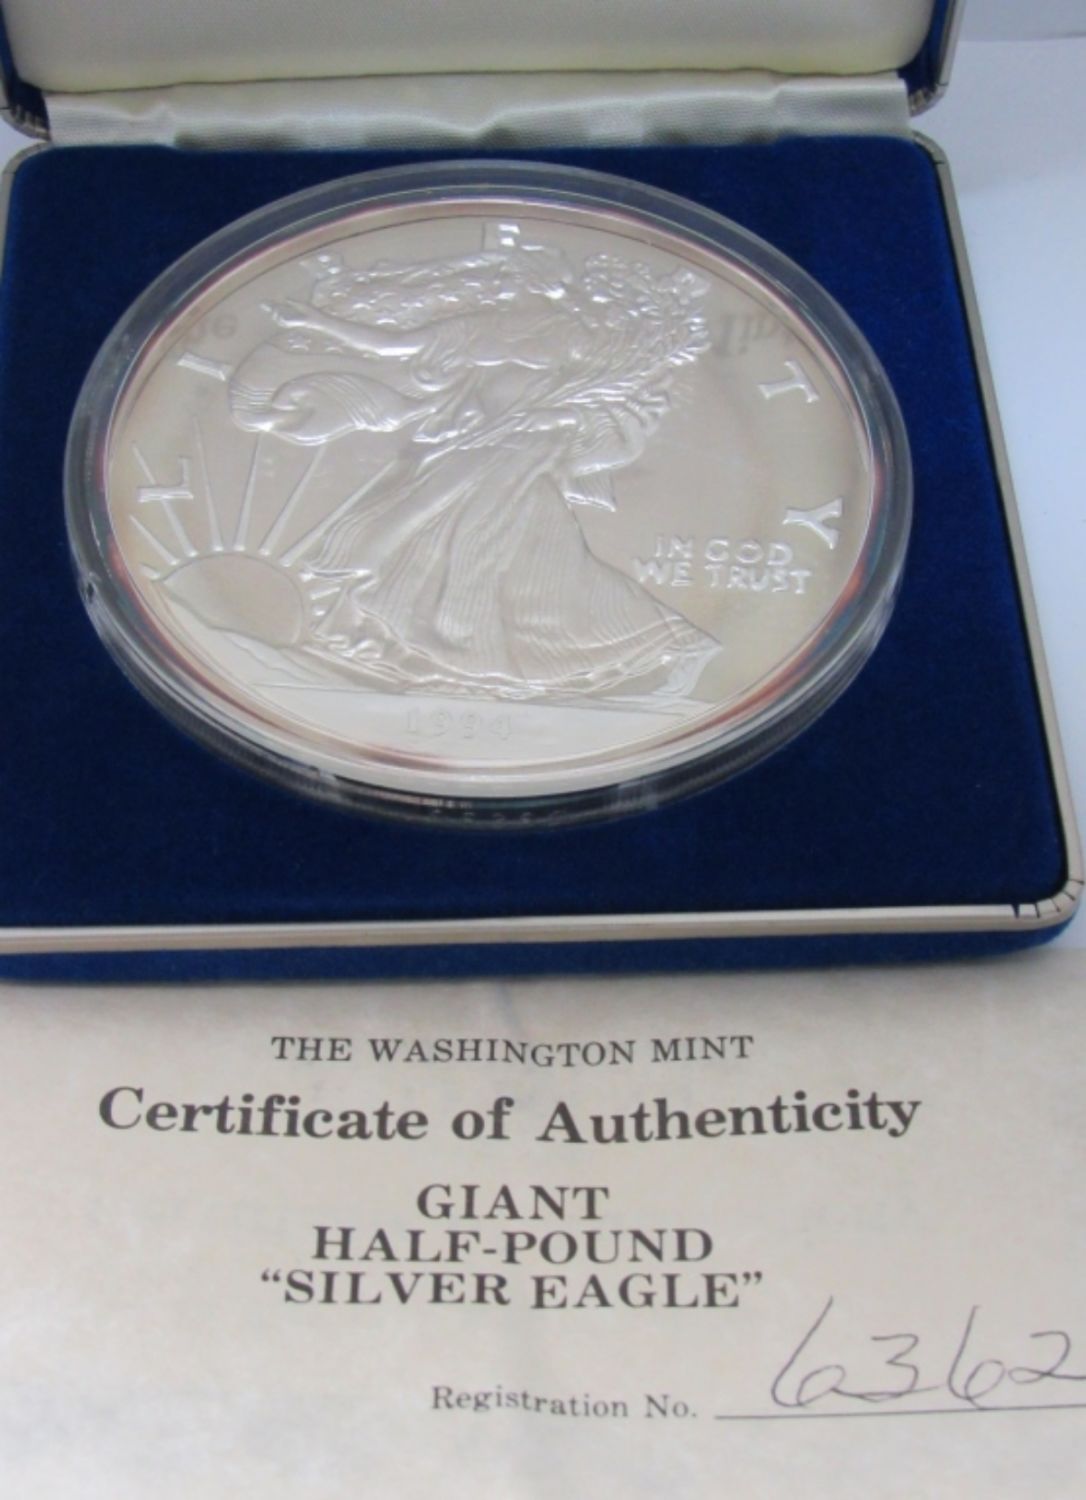 LIBERTY
IN GOD
WE TRUST
1994
THE WASHINGTON MINT
Certificate of Authenticity
GIANT
HALF-POUND
"SILVER EAGLE"
Registration No. 6362